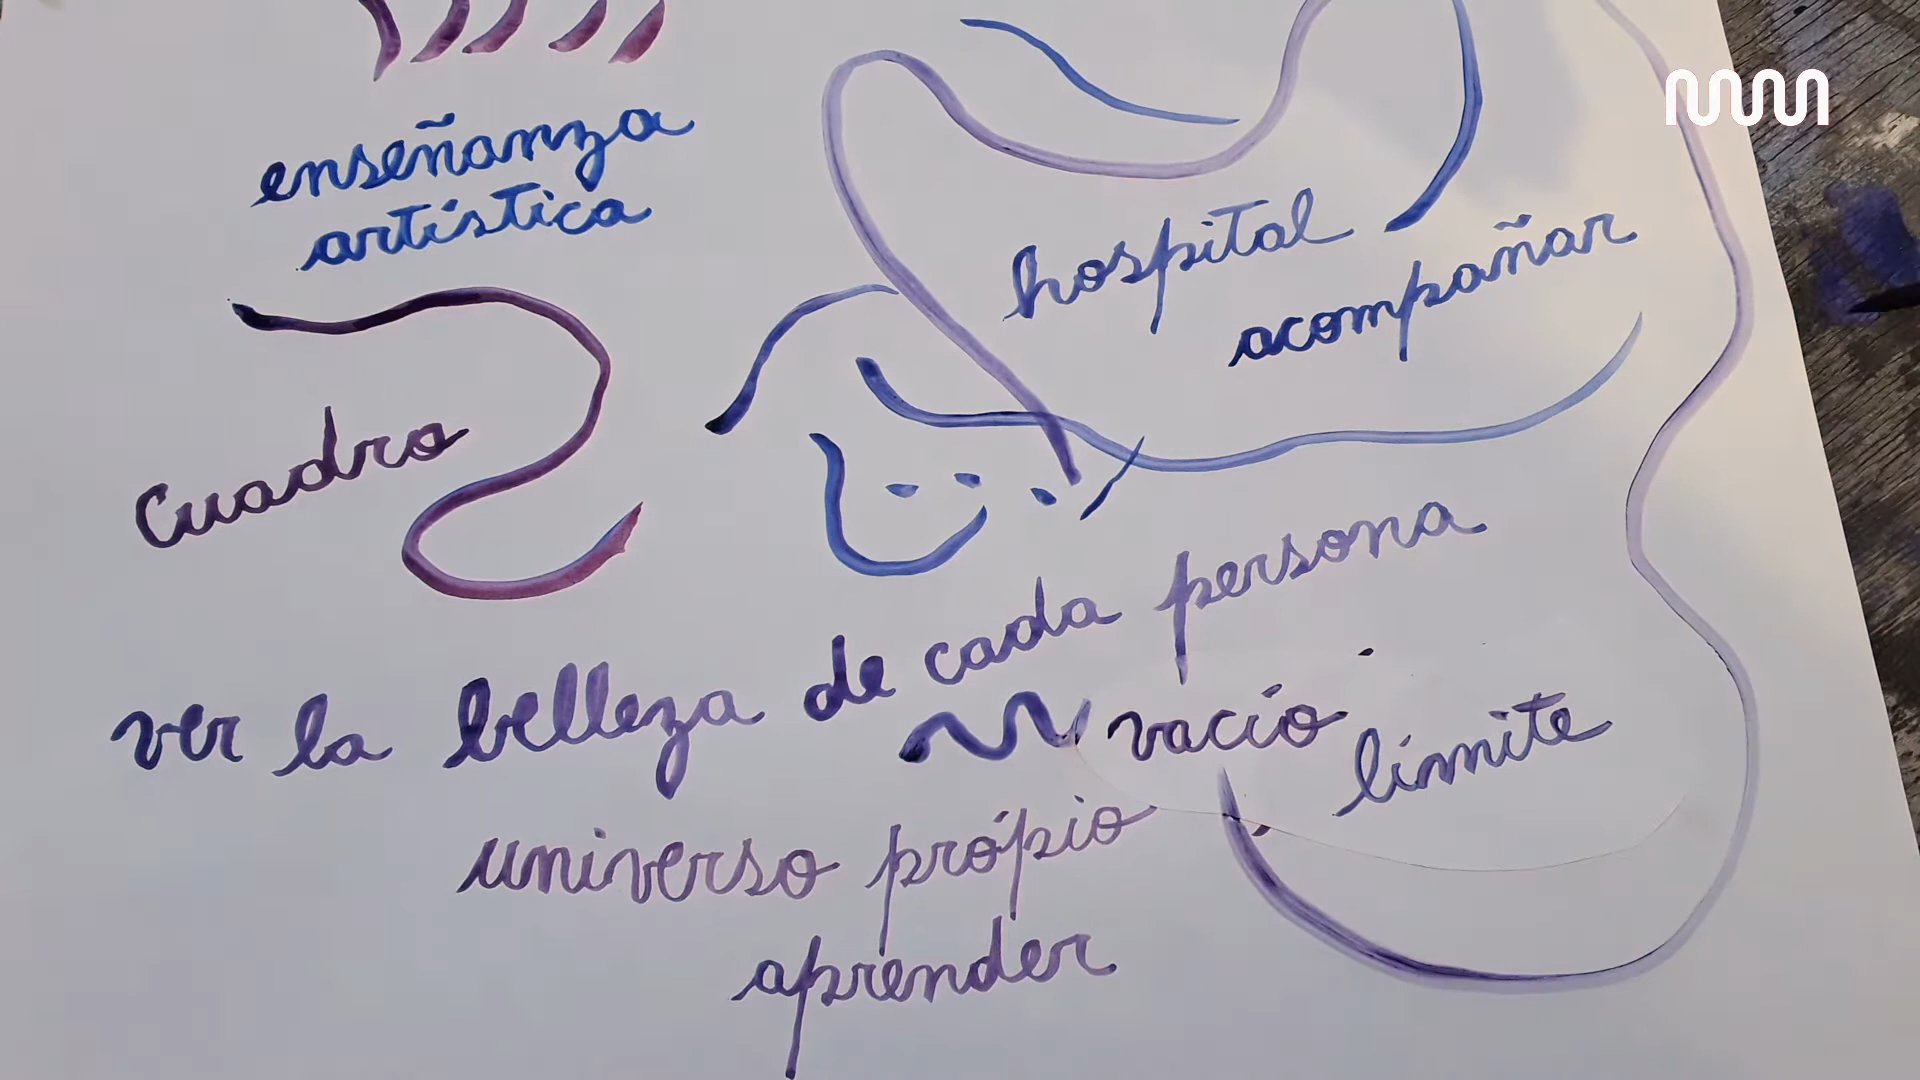 enseñanza
artística
hospital
acompañar
Cuadro
ver la belleza de cada persona
vacío
límite
universo própio
aprender